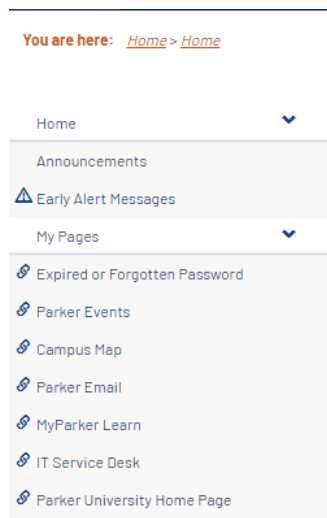 You are here: Home > Home
Home
Announcements
Early Alert Messages
My Pages
Expired or Forgotten Password
Parker Events
Campus Map
Parker Email
MyParker Learn
IT Service Desk
Parker University Home Page